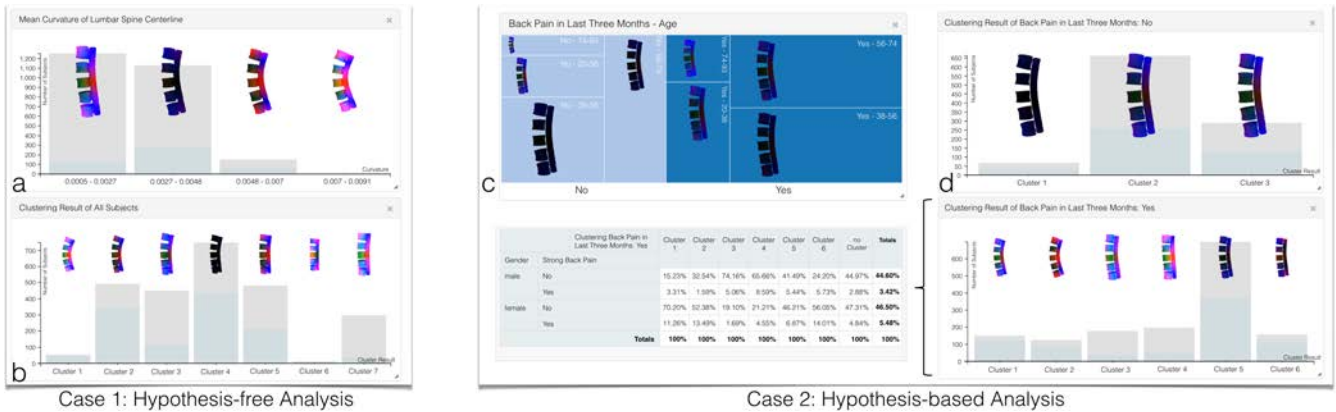 Mean Curvature of Lumbar Spine Centerline
Number of Subjects
1,200
1,100
1,000
900
800
700
600
500
400
300
200
100
0
Curvature
0.0005 - 0.0027
0.0027 - 0.0048
0.0048 - 0.007
0.007 - 0.0091
a
Clustering Result of All Subjects
Number of Subjects
700
600
500
400
300
200
100
0
Cluster Result
Cluster 1
Cluster 2
Cluster 3
Cluster 4
Cluster 5
Cluster 6
Cluster 7
b
Case 1: Hypothesis-free Analysis
Back Pain in Last Three Months - Age
Yes - 56-74
Yes - 38-56
No
Yes
c
Clustering Back Pain in
Last Three Months: Yes
Cluster 1 Cluster 2 Cluster 3 Cluster 4 Cluster 5 Cluster 6 no Cluster Totals
Gender Strong Back Pain
male No 15.23% 32.54% 74.16% 65.66% 41.49% 24.20% 44.97% 44.60%
Yes 3.31% 1.59% 5.06% 8.59% 5.44% 5.73% 2.88% 3.42%
female No 70.20% 52.38% 19.10% 21.21% 46.21% 56.05% 47.31% 46.50%
Yes 11.26% 13.49% 1.69% 4.55% 6.87% 14.01% 4.84% 5.48%
Totals 100% 100% 100% 100% 100% 100% 100% 100%
Clustering Result of Back Pain in Last Three Months: No
Number of Subjects
650
600
550
500
450
400
350
300
250
200
150
100
50
0
Cluster Result
Cluster 1
Cluster 2
Cluster 3
d
Clustering Result of Back Pain in Last Three Months: Yes
Number of Subjects
700
600
500
400
300
200
100
0
Cluster Result
Cluster 1
Cluster 2
Cluster 3
Cluster 4
Cluster 5
Cluster 6
Case 2: Hypothesis-based Analysis